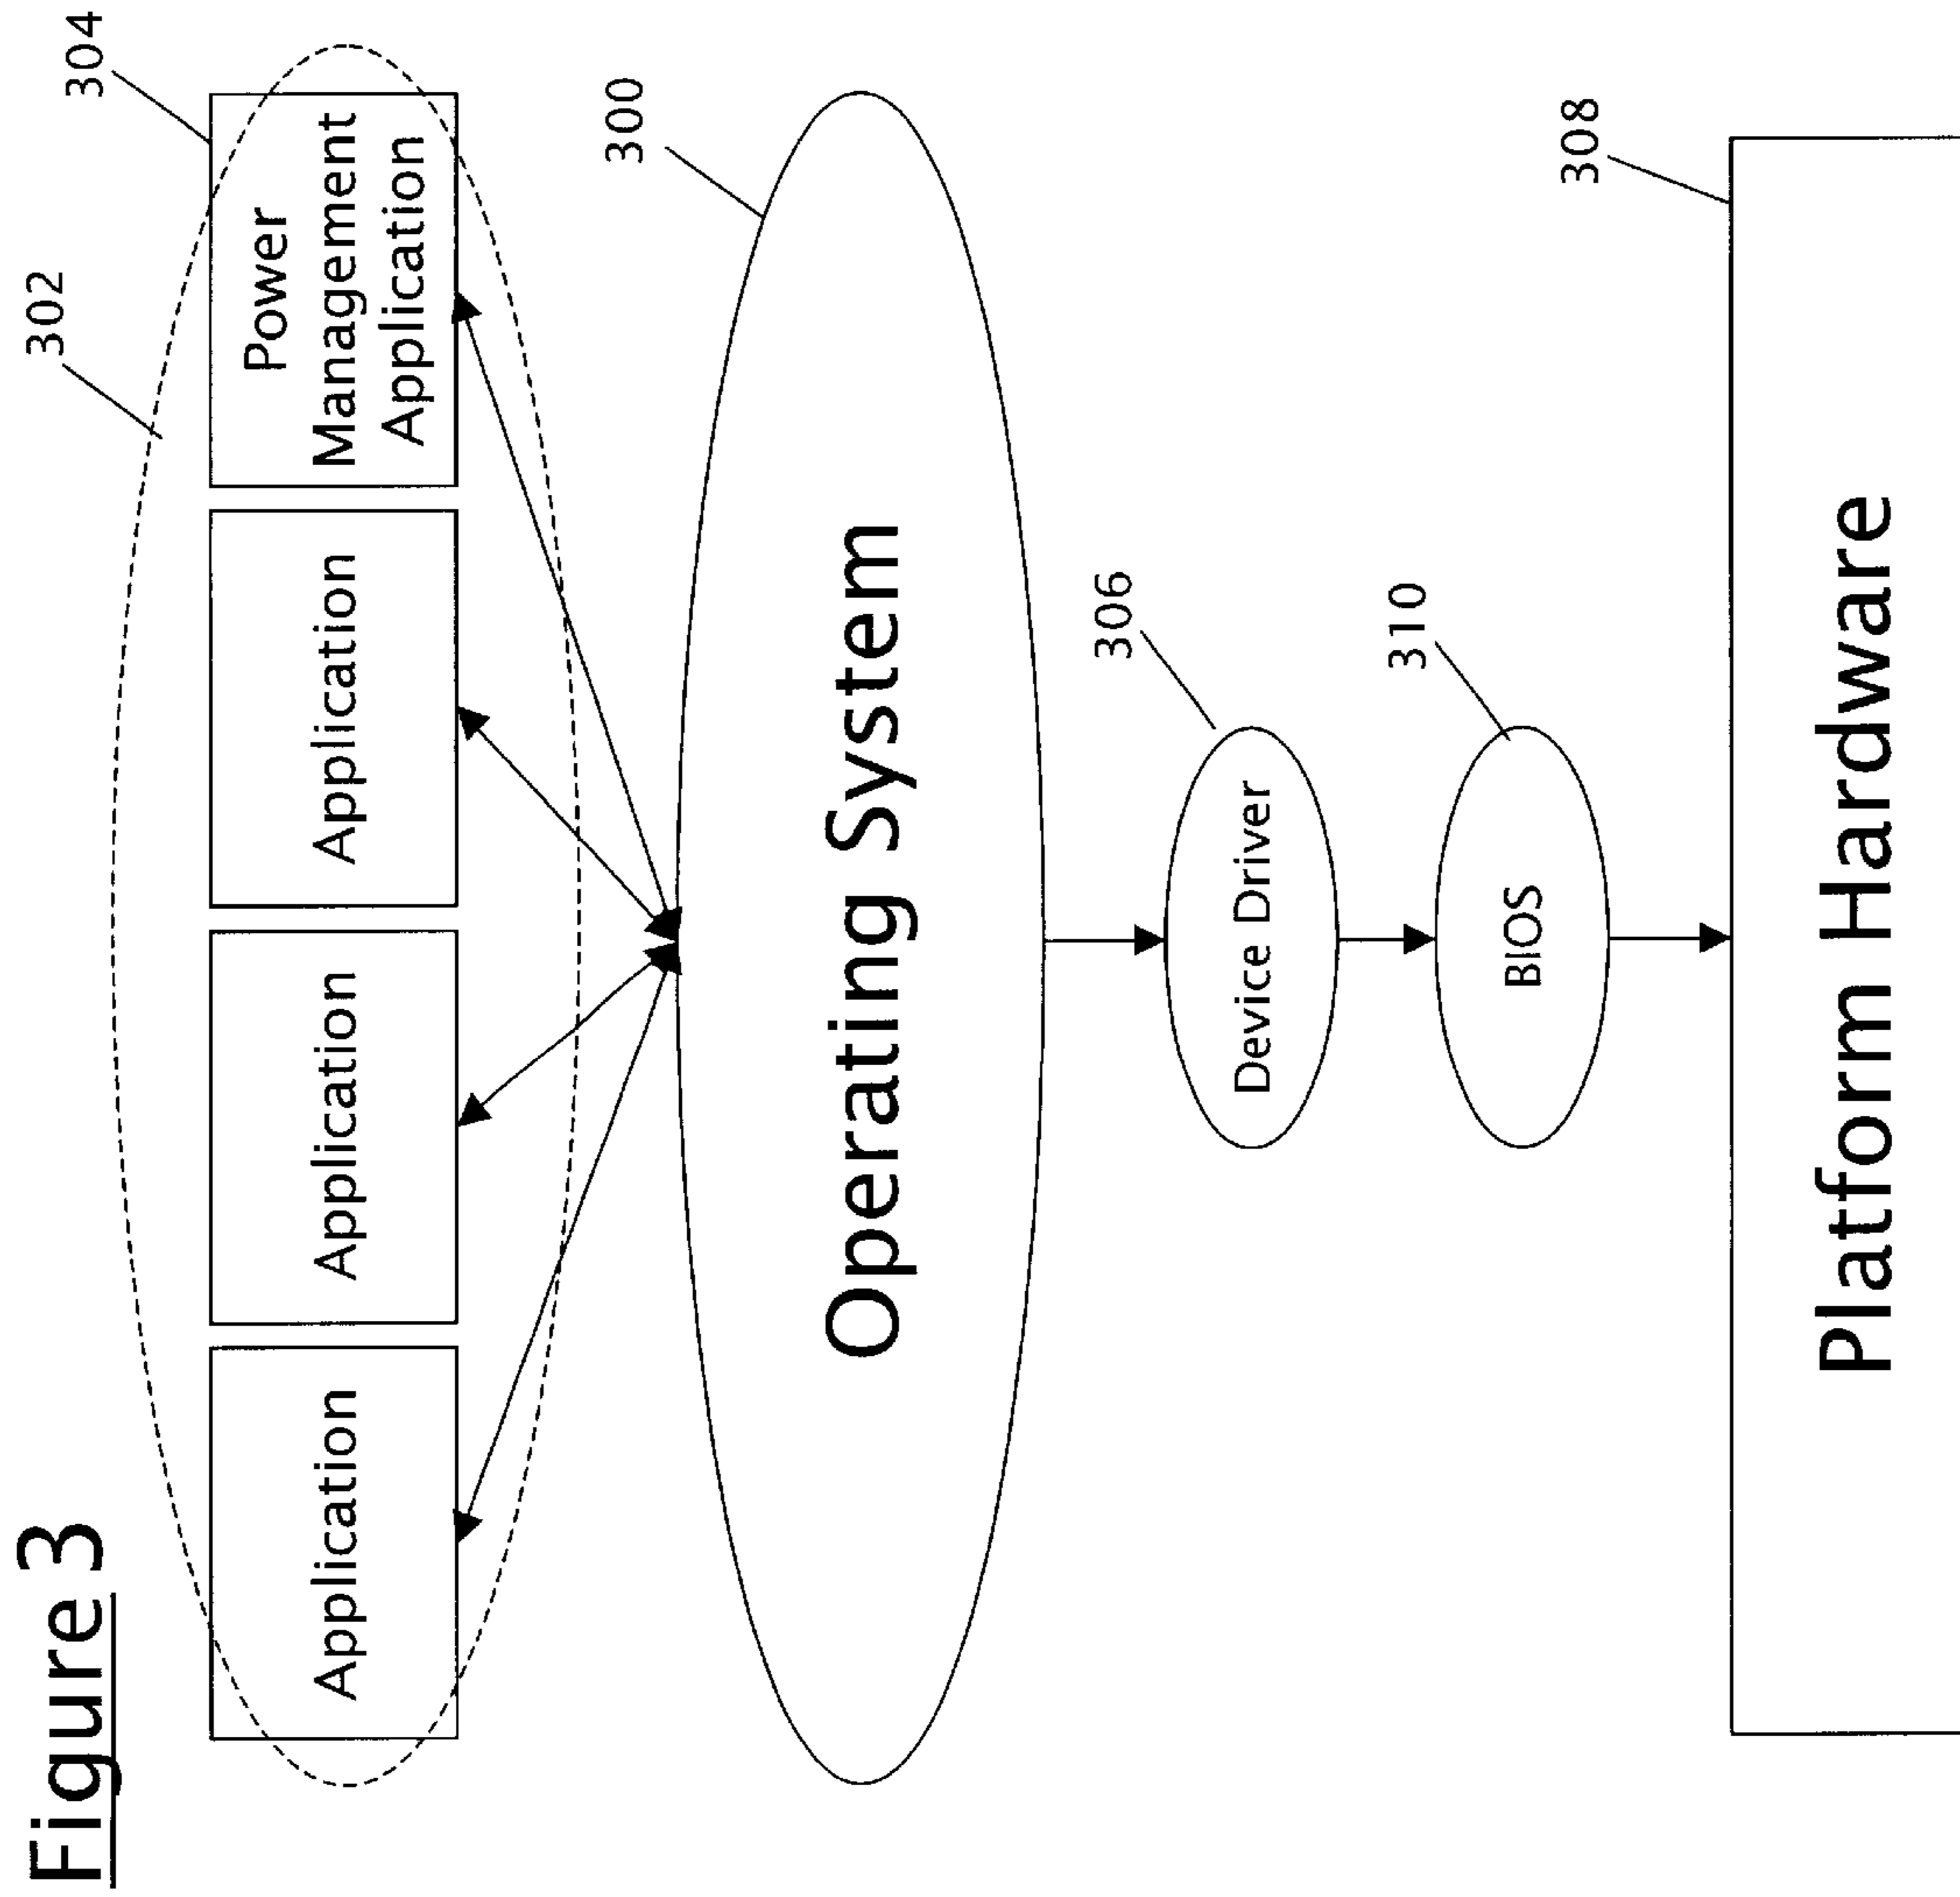 Figure 3
302
304
Application
Application
Application
Power
Management
Application
300
Operating System
306
Device Driver
310
BIOS
308
Platform Hardware